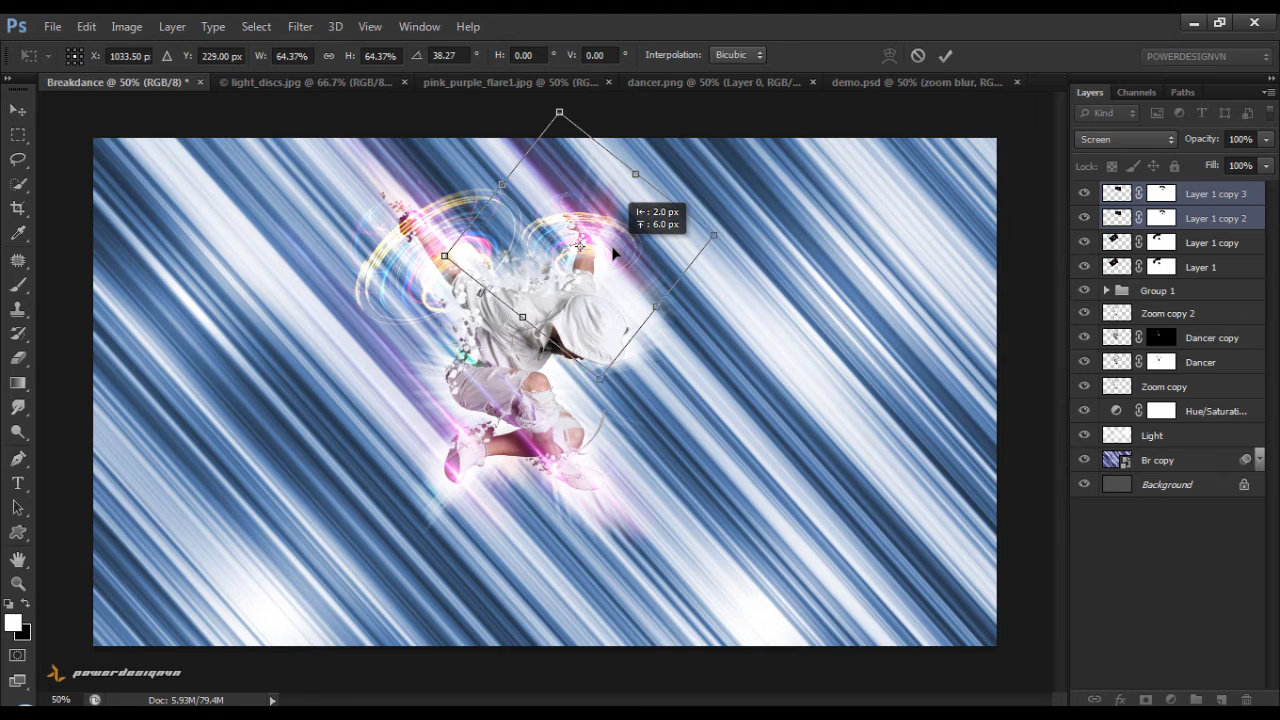 Ps File Edit Image Layer Type Select Filter 3D View Window Help
X: 1033.50 p Y: 229.00 px W: 64.37% H: 64.37% 38.27 ° H: 0.00 ° V: 0.00 ° Interpolation: Bicubic POWERDESIGNVN
Breakdance @ 50% (RGB/8) * × © light_discs.jpg @ 66.7% (RGB/8... × pink_purple_flare1.jpg @ 50% (RG... × dancer.png @ 50% (Layer 0, RGB/... × demo.psd @ 50% (zoom blur, RG... ×
Layers Channels Paths
Kind
Screen Opacity: 100%
Lock: Fill: 100%
Layer 1 copy 3
Layer 1 copy 2
Layer 1 copy
Layer 1
Group 1
Zoom copy 2
Dancer copy
Dancer
Zoom copy
Hue/Saturati...
Light
Br copy
Background
: 2.0 px
: 6.0 px
T
powerdesignvn
50% Doc: 5.93M/79.4M
fx